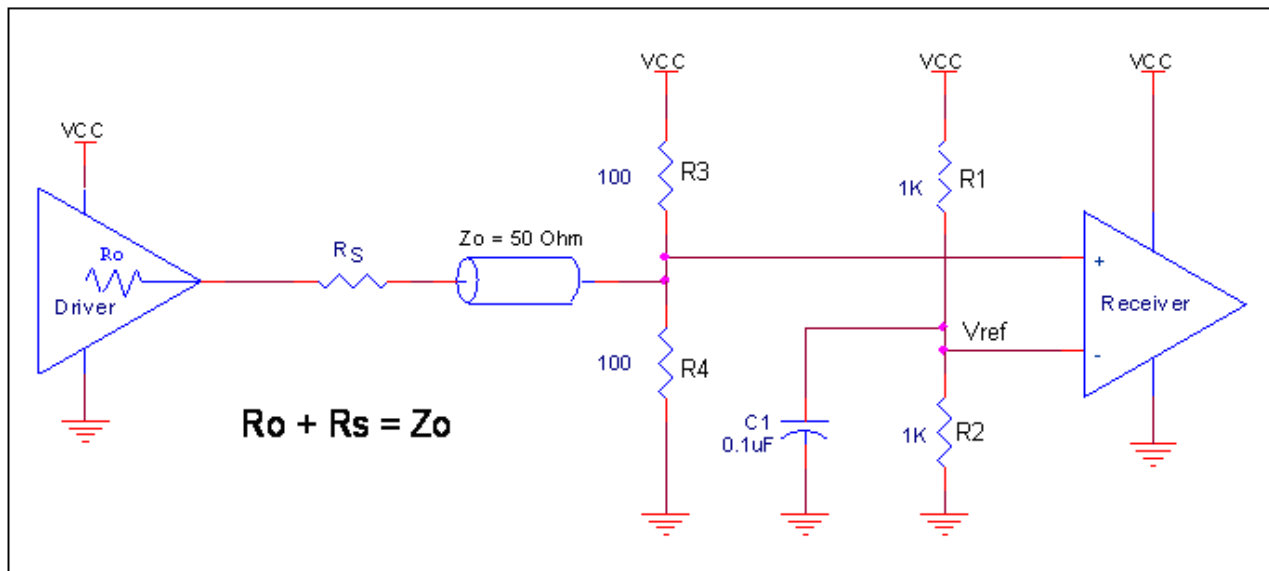 VCC
VCC
VCC
VCC
100
R3
1K
R1
Zo = 50 Ohm
Ro
RS
+
Driver
Receiver
Vref
-
100
R4
Ro + Rs = Zo
C1
0.1uF
1K
R2